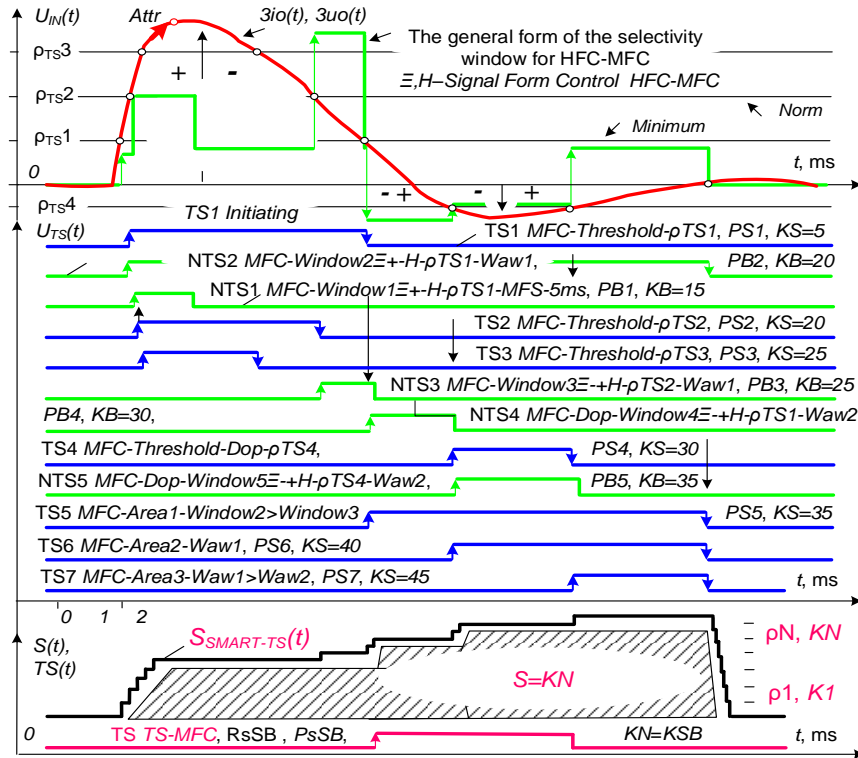 U_IN(t)
Attr
3io(t), 3uo(t)
ρTS3
The general form of the selectivity
window for HFC-MFC
Ξ,H–Signal Form Control HFC-MFC
+ -
ρTS2
Norm
ρTS1
Minimum
0
t, ms
- + - +
ρTS4
TS1 Initiating
U_TS(t)
TS1 MFC-Threshold-ρTS1, PS1, KS=5
NTS2 MFC-Window2Ξ+-H-ρTS1-Waw1, PB2, KB=20
NTS1 MFC-Window1Ξ+-H-ρTS1-MFS-5ms, PB1, KB=15
TS2 MFC-Threshold-ρTS2, PS2, KS=20
TS3 MFC-Threshold-ρTS3, PS3, KS=25
NTS3 MFC-Window3Ξ-+H-ρTS2-Waw1, PB3, KB=25
PB4, KB=30, NTS4 MFC-Dop-Window4Ξ-+H-ρTS1-Waw2
TS4 MFC-Threshold-Dop-ρTS4, PS4, KS=30
NTS5 MFC-Dop-Window5Ξ-+H-ρTS4-Waw2, PB5, KB=35
TS5 MFC-Area1-Window2>Window3 PS5, KS=35
TS6 MFC-Area2-Waw1, PS6, KS=40
TS7 MFC-Area3-Waw1>Waw2, PS7, KS=45 t, ms
0 1 2
S(t),
TS(t)
S_SMART-TS(t)
ρN, KN
S=KN
ρ1, K1
0
TS TS-MFC, RsSB , PsSB, KN=KSB t, ms